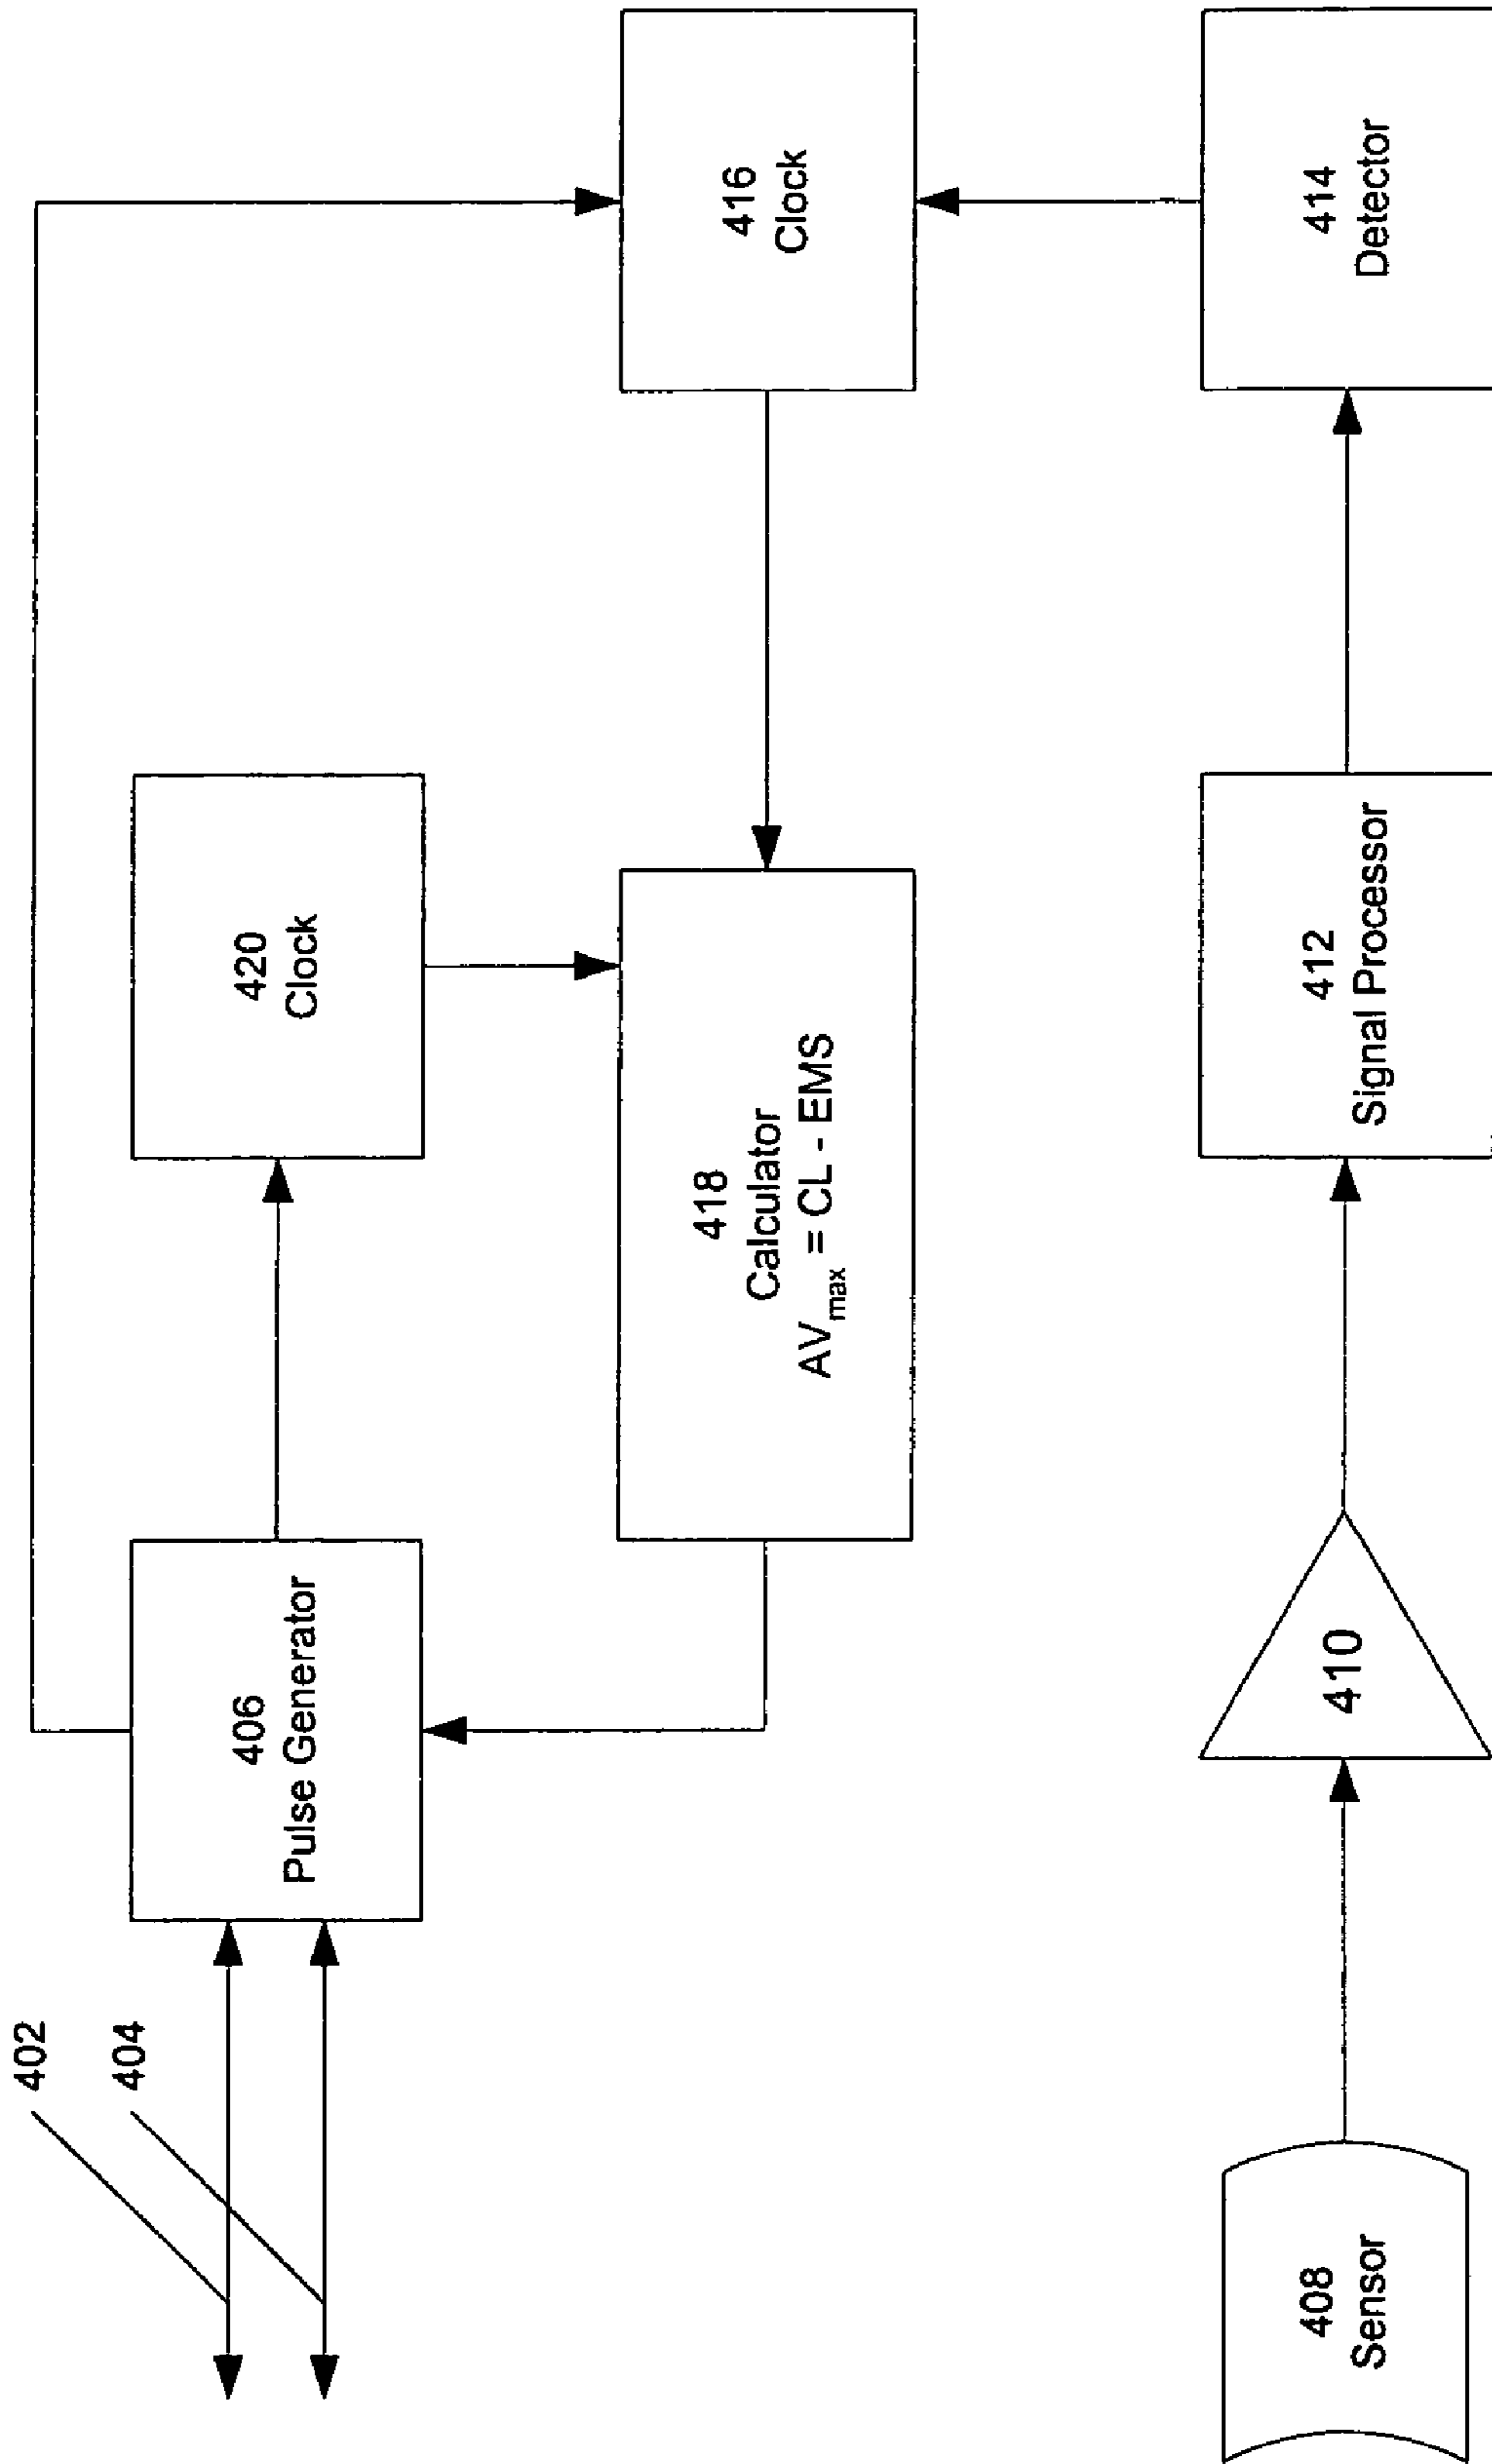 402
404
406
Pulse Generator
420
Clock
418
Calculator
AV_max = CL - EMS
416
Clock
408
Sensor
410
412
Signal Processor
414
Detector